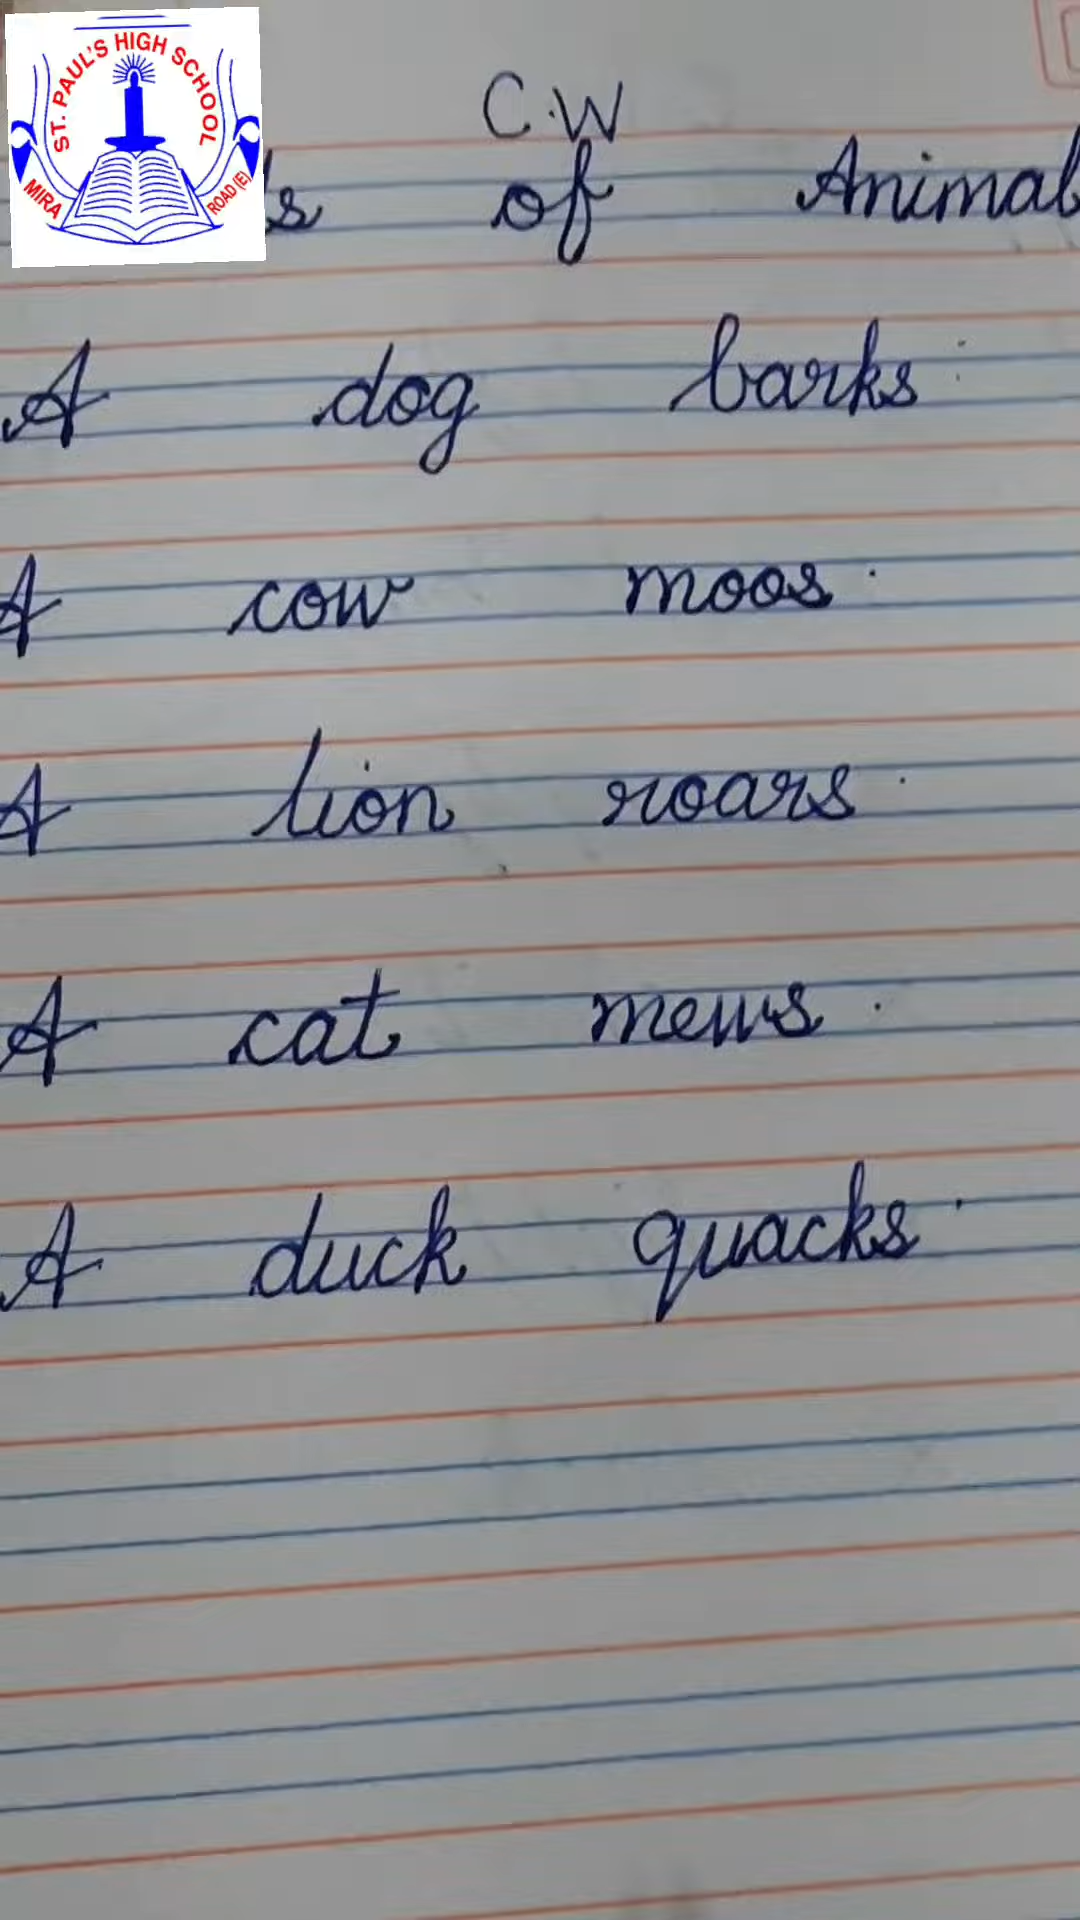 ST. PAUL'S HIGH SCHOOL
MIRA ROAD (E)
C.W
of Animal
A dog barks.
A cow moos.
A lion roars.
A cat mews.
A duck quacks.